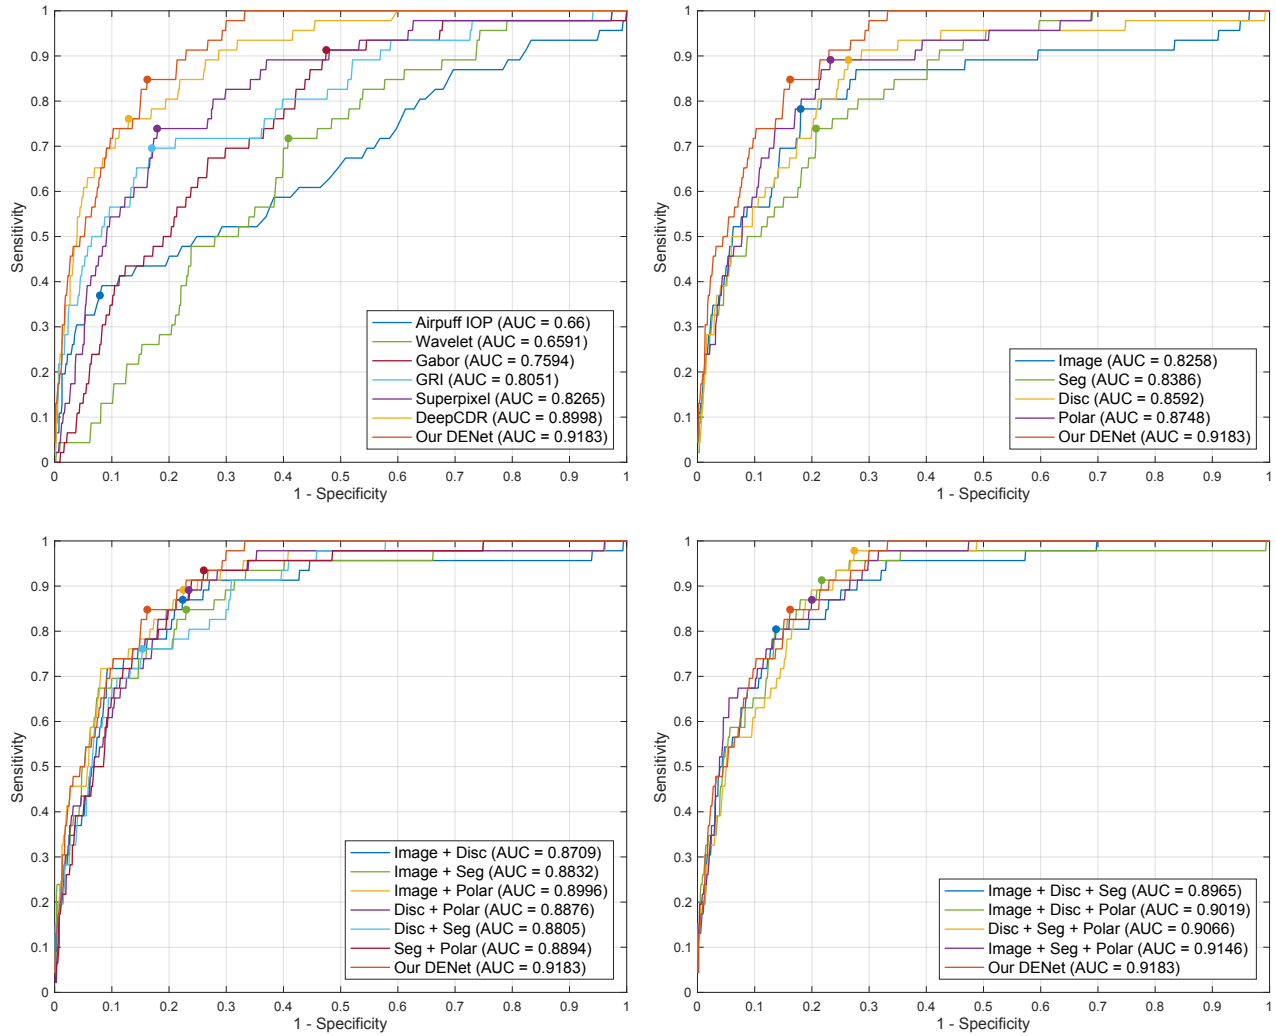 1
0.9
0.8
0.7
0.6
0.5
0.4
0.3
0.2
0.1
0
Sensitivity
Airpuff IOP (AUC = 0.66)
Wavelet (AUC = 0.6591)
Gabor (AUC = 0.7594)
GRI (AUC = 0.8051)
Superpixel (AUC = 0.8265)
DeepCDR (AUC = 0.8998)
Our DENet (AUC = 0.9183)
0 0.1 0.2 0.3 0.4 0.5 0.6 0.7 0.8 0.9 1
1 - Specificity
1
0.9
0.8
0.7
0.6
0.5
0.4
0.3
0.2
0.1
0
Sensitivity
Image (AUC = 0.8258)
Seg (AUC = 0.8386)
Disc (AUC = 0.8592)
Polar (AUC = 0.8748)
Our DENet (AUC = 0.9183)
0 0.1 0.2 0.3 0.4 0.5 0.6 0.7 0.8 0.9 1
1 - Specificity
1
0.9
0.8
0.7
0.6
0.5
0.4
0.3
0.2
0.1
0
Sensitivity
Image + Disc (AUC = 0.8709)
Image + Seg (AUC = 0.8832)
Image + Polar (AUC = 0.8996)
Disc + Polar (AUC = 0.8876)
Disc + Seg (AUC = 0.8805)
Seg + Polar (AUC = 0.8894)
Our DENet (AUC = 0.9183)
0 0.1 0.2 0.3 0.4 0.5 0.6 0.7 0.8 0.9 1
1 - Specificity
1
0.9
0.8
0.7
0.6
0.5
0.4
0.3
0.2
0.1
0
Sensitivity
Image + Disc + Seg (AUC = 0.8965)
Image + Disc + Polar (AUC = 0.9019)
Disc + Seg + Polar (AUC = 0.9066)
Image + Seg + Polar (AUC = 0.9146)
Our DENet (AUC = 0.9183)
0 0.1 0.2 0.3 0.4 0.5 0.6 0.7 0.8 0.9 1
1 - Specificity